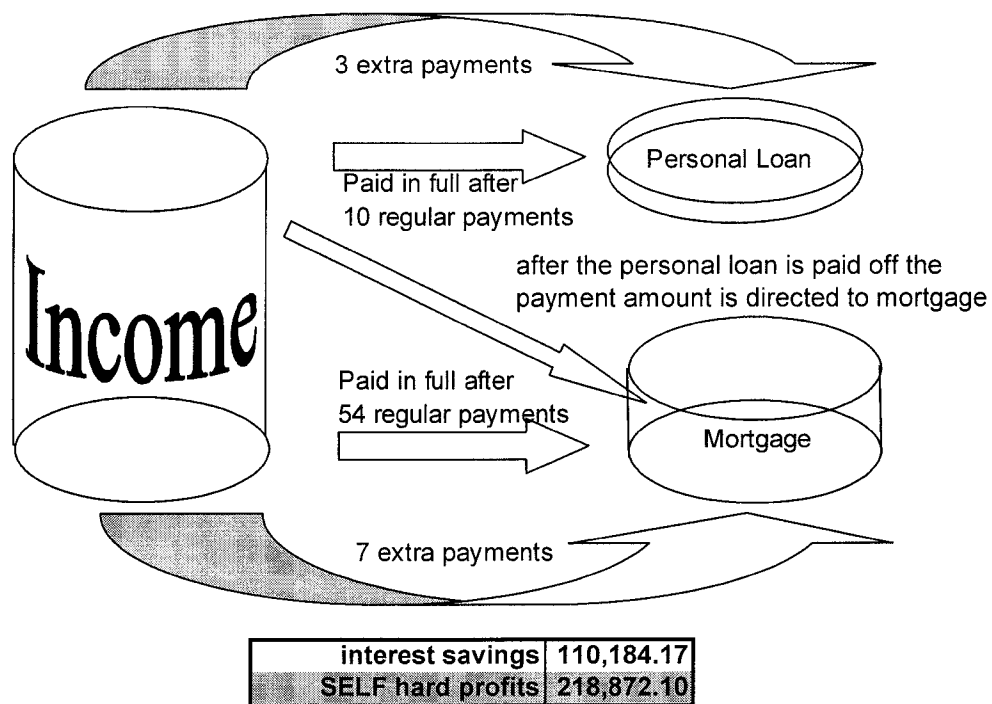 3 extra payments
Personal Loan
Paid in full after
10 regular payments
after the personal loan is paid off the
payment amount is directed to mortgage
Income
Paid in full after
54 regular payments
Mortgage
7 extra payments
interest savings 110,184.17
SELF hard profits 218,872.10